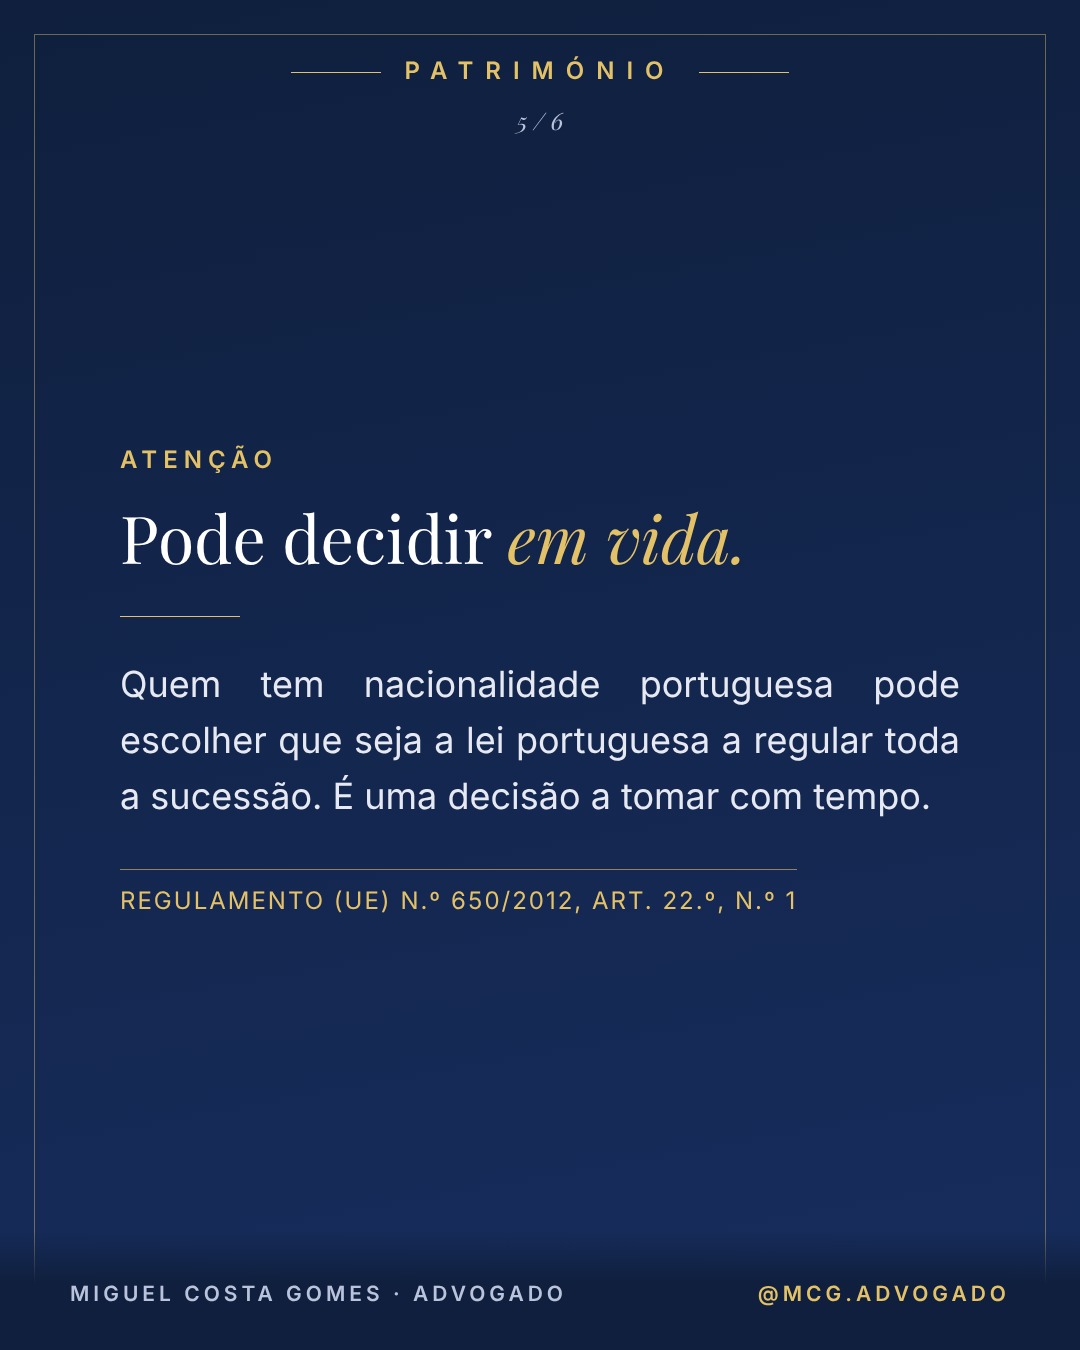 PATRIMÓNIO
5 / 6
ATENÇÃO
Pode decidir em vida.
Quem tem nacionalidade portuguesa pode
escolher que seja a lei portuguesa a regular toda
a sucessão. É uma decisão a tomar com tempo.
REGULAMENTO (UE) N.º 650/2012, ART. 22.º, N.º 1
MIGUEL COSTA GOMES · ADVOGADO
@MCG.ADVOGADO